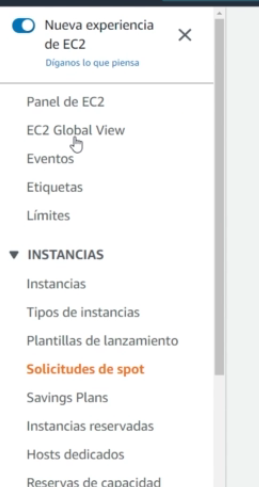 Nueva experiencia
de EC2
Díganos lo que piensa
Panel de EC2
EC2 Global View
Eventos
Etiquetas
Límites
INSTANCIAS
Instancias
Tipos de instancias
Plantillas de lanzamiento
Solicitudes de spot
Savings Plans
Instancias reservadas
Hosts dedicados
Reservas de capacidad